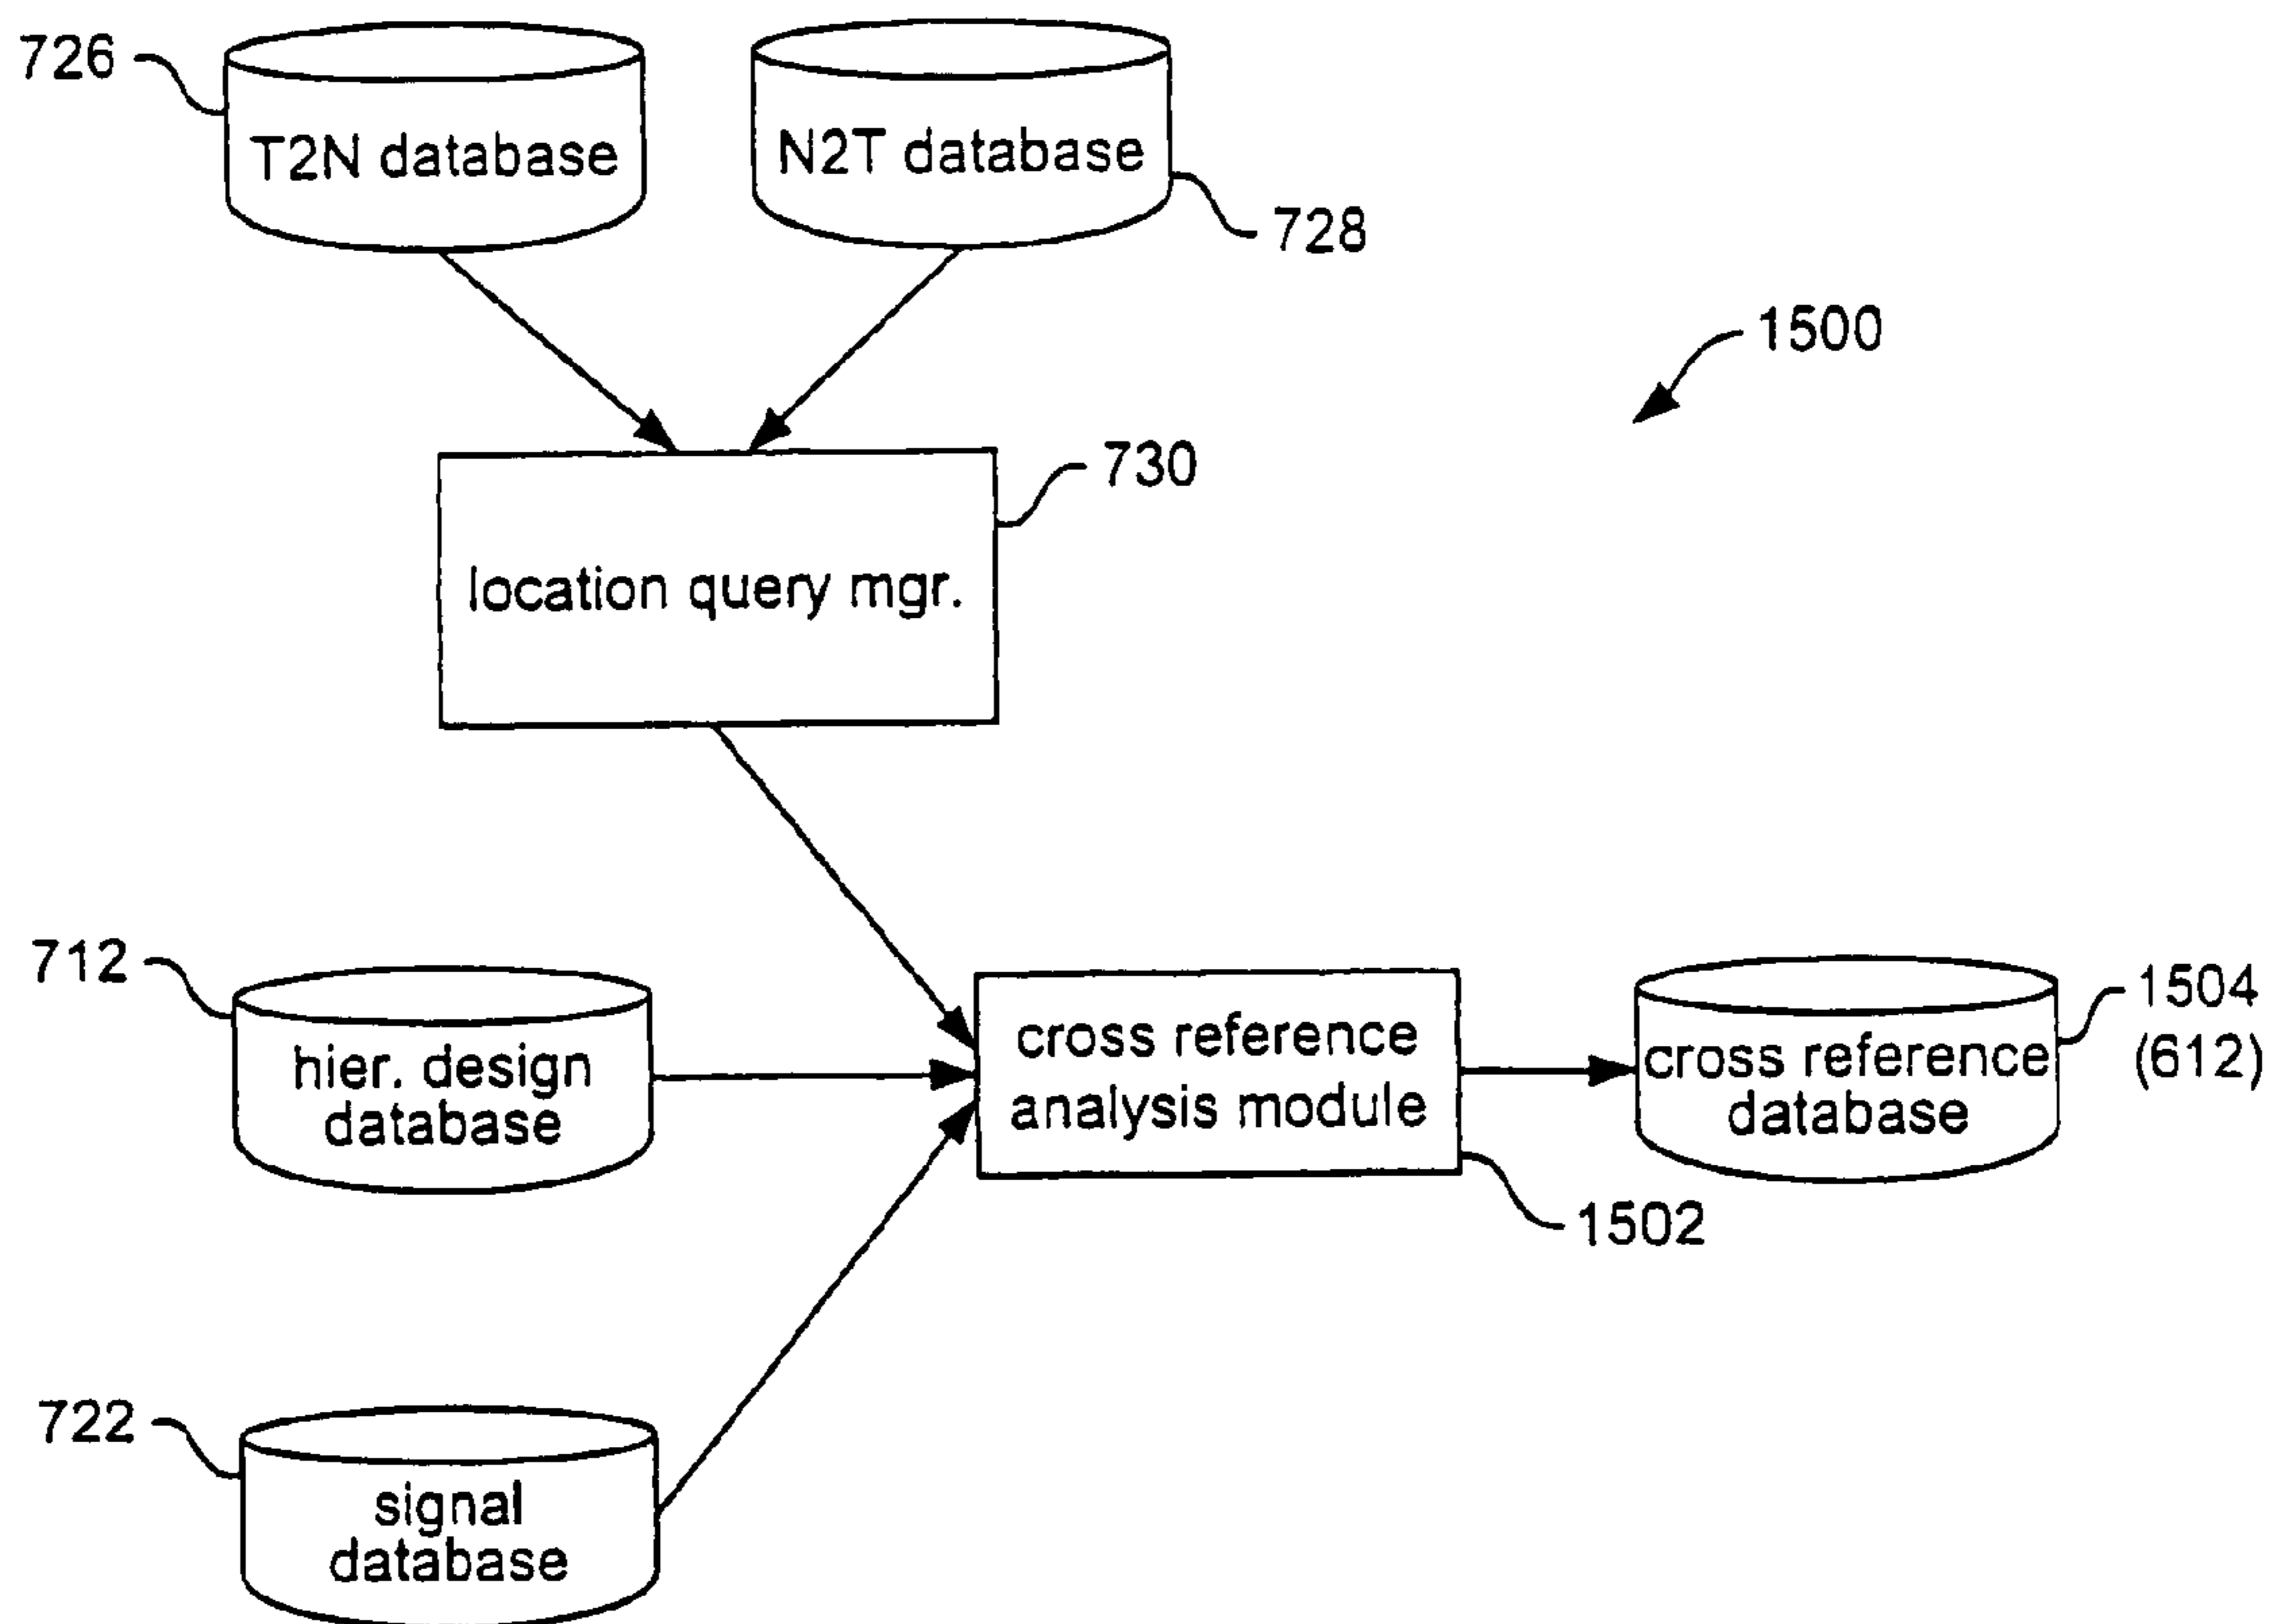 726
T2N database
N2T database
728
1500
730
location query mgr.
712
hier. design
database
cross reference
analysis module
1502
cross reference
database
1504
(612)
722
signal
database